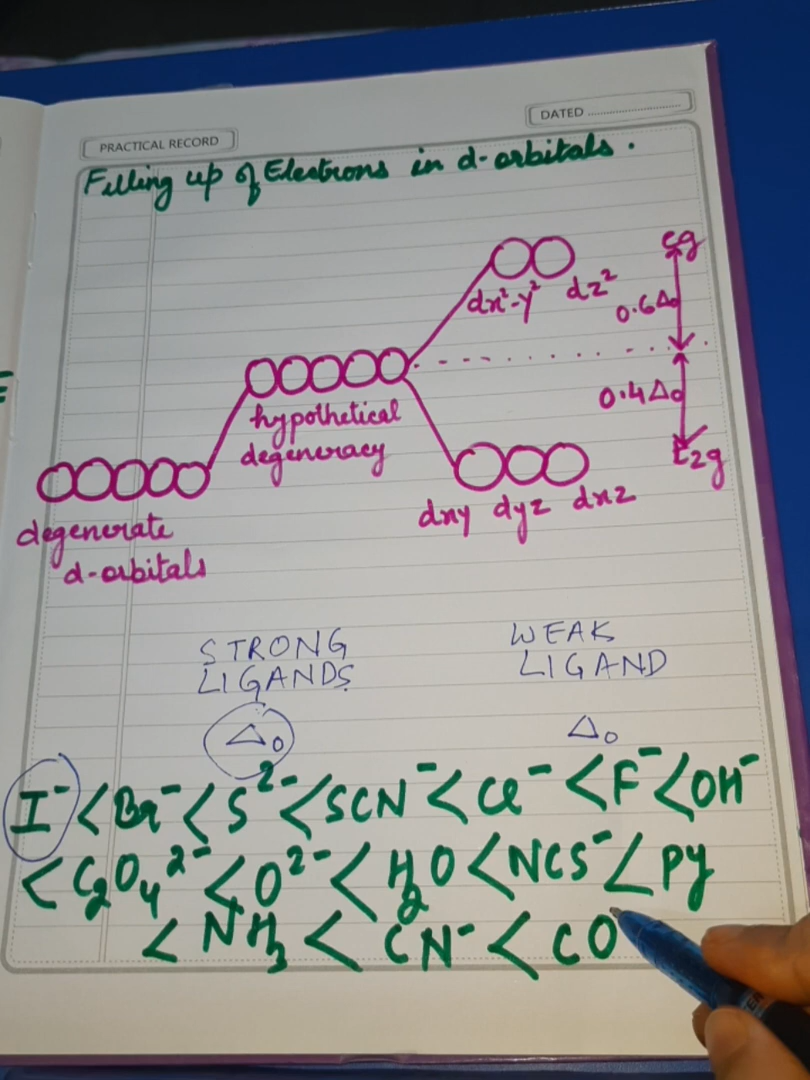 PRACTICAL RECORD
DATED
Filling up of Electrons in d-orbitals.
eg
dx²-y² dz²
0.6Δo
hypothetical
degeneracy
0.4Δo
t2g
dxy dyz dxz
degenerate
d-orbitals
STRONG
LIGANDS
WEAK
LIGAND
Δo
Δo
I⁻ < Br⁻ < S²⁻ < SCN⁻ < Cl⁻ < F⁻ < OH⁻
< C₂O₄²⁻ < O²⁻ < H₂O < NCS⁻ < PY
< NH₃ < CN⁻ < CO